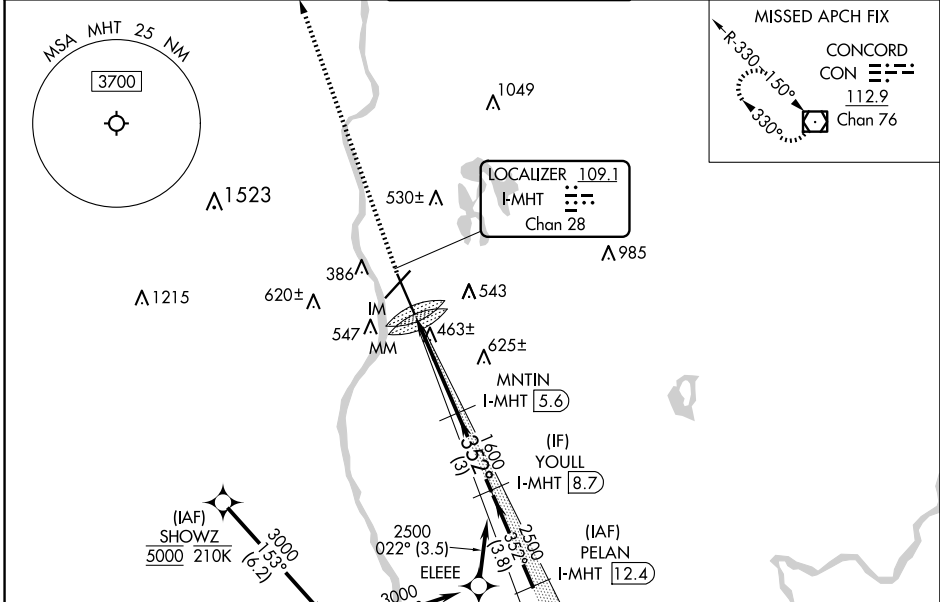 MSA MHT 25 NM
3700
MISSED APCH FIX
R-330
150°
330°
CONCORD
CON
112.9
Chan 76
1049
1523
530±
LOCALIZER 109.1
I-MHT
Chan 28
985
386
1215
620±
IM
543
547
MM
463±
625±
MNTIN
I-MHT 5.6
1600
352°
(3)
(IF)
YOULL
I-MHT 8.7
(IAF)
SHOWZ
5000 210K
3000
153°
(6.2)
2500
022° (3.5)
ELEEE
3000
2500
352°
(3.8)
(IAF)
PELAN
I-MHT 12.4